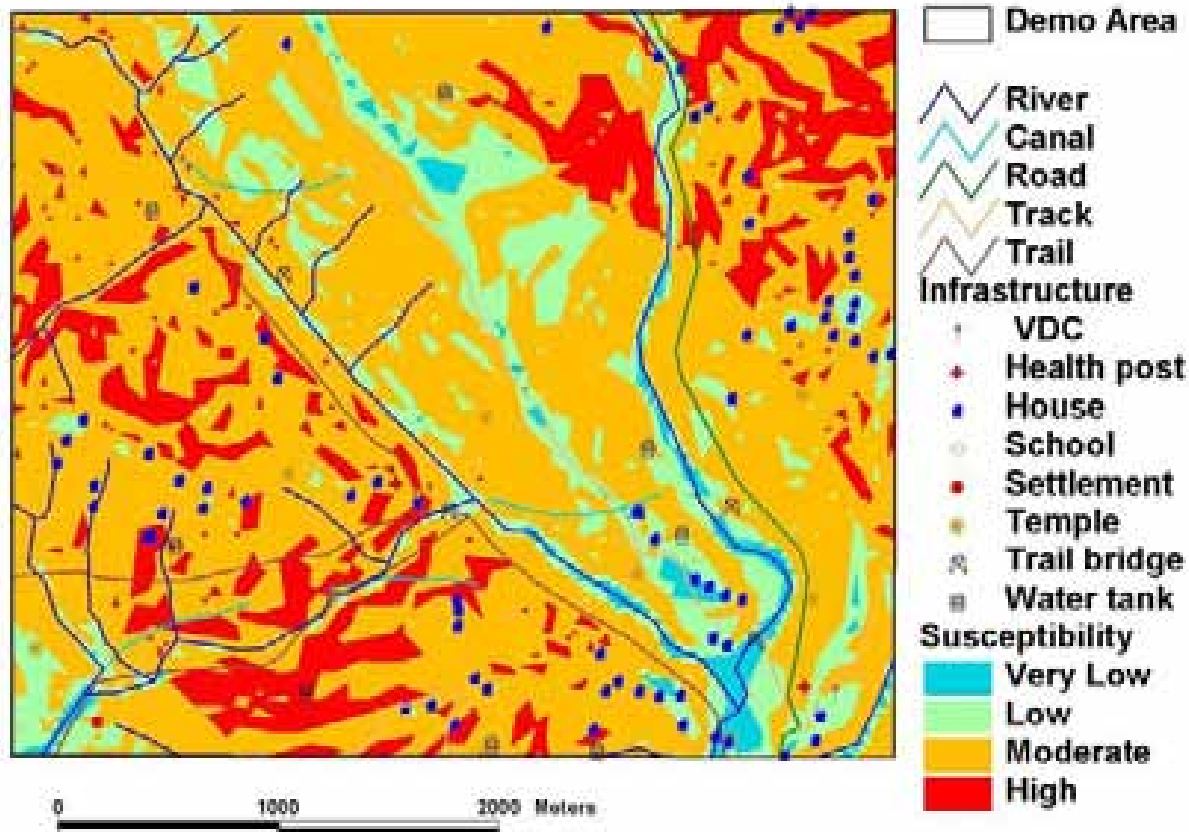 Demo Area
River
Canal
Road
Track
Trail
Infrastructure
VDC
Health post
House
School
Settlement
Temple
Trail bridge
Water tank
Susceptibility
Very Low
Low
Moderate
High
0 1000 2000 Meters